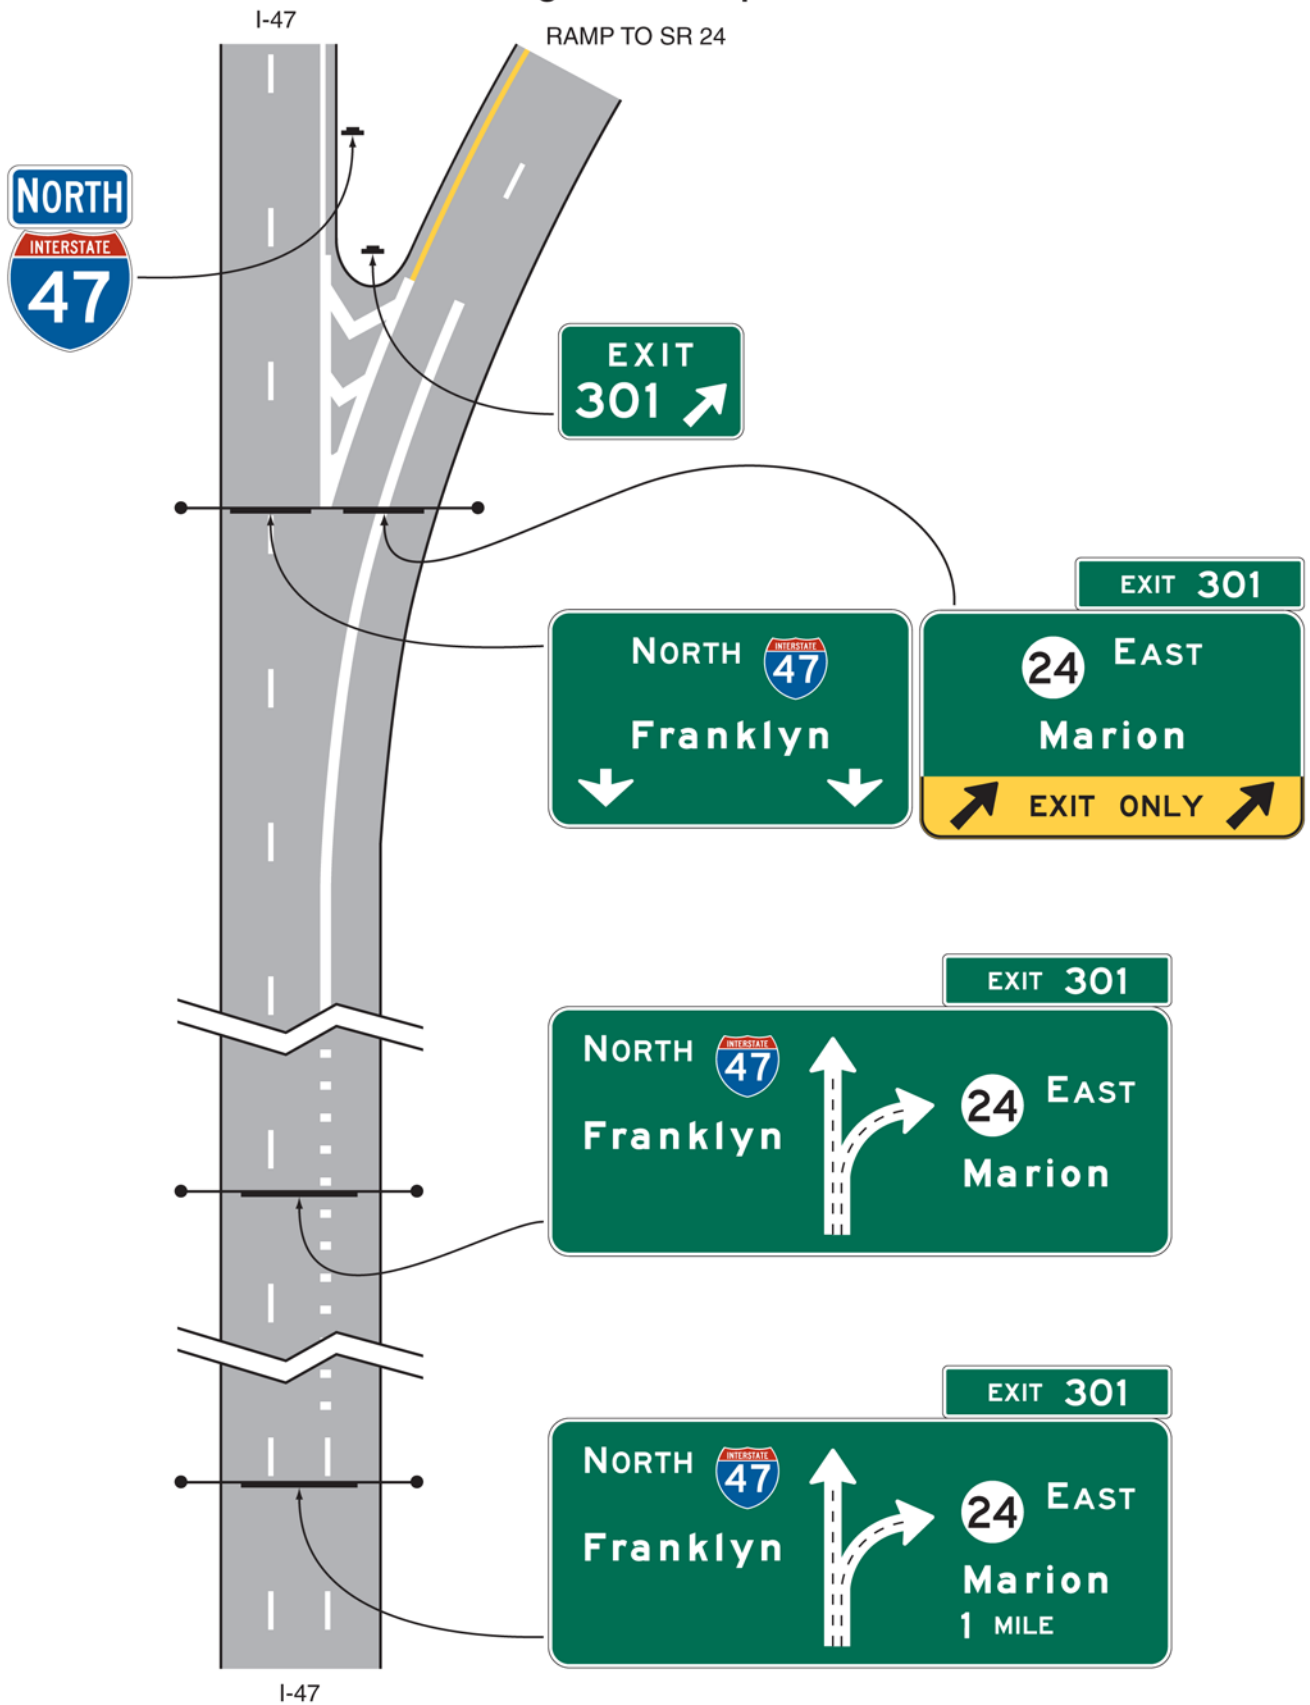 I-47
RAMP TO SR 24
NORTH
INTERSTATE
47
EXIT
301
EXIT 301
NORTH
INTERSTATE
47
Franklyn
24
EAST
Marion
EXIT ONLY
EXIT 301
NORTH
INTERSTATE
47
Franklyn
24
EAST
Marion
EXIT 301
NORTH
INTERSTATE
47
Franklyn
24
EAST
Marion
1 MILE
I-47